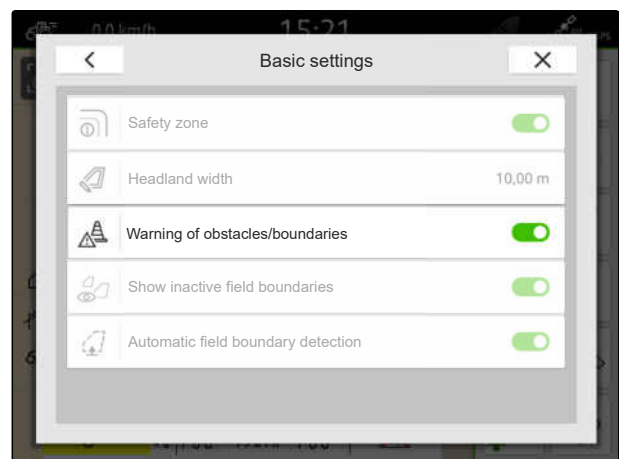 0.0 km/h 15:21
Basic settings
Safety zone
Headland width 10,00 m
Warning of obstacles/boundaries
Show inactive field boundaries
Automatic field boundary detection